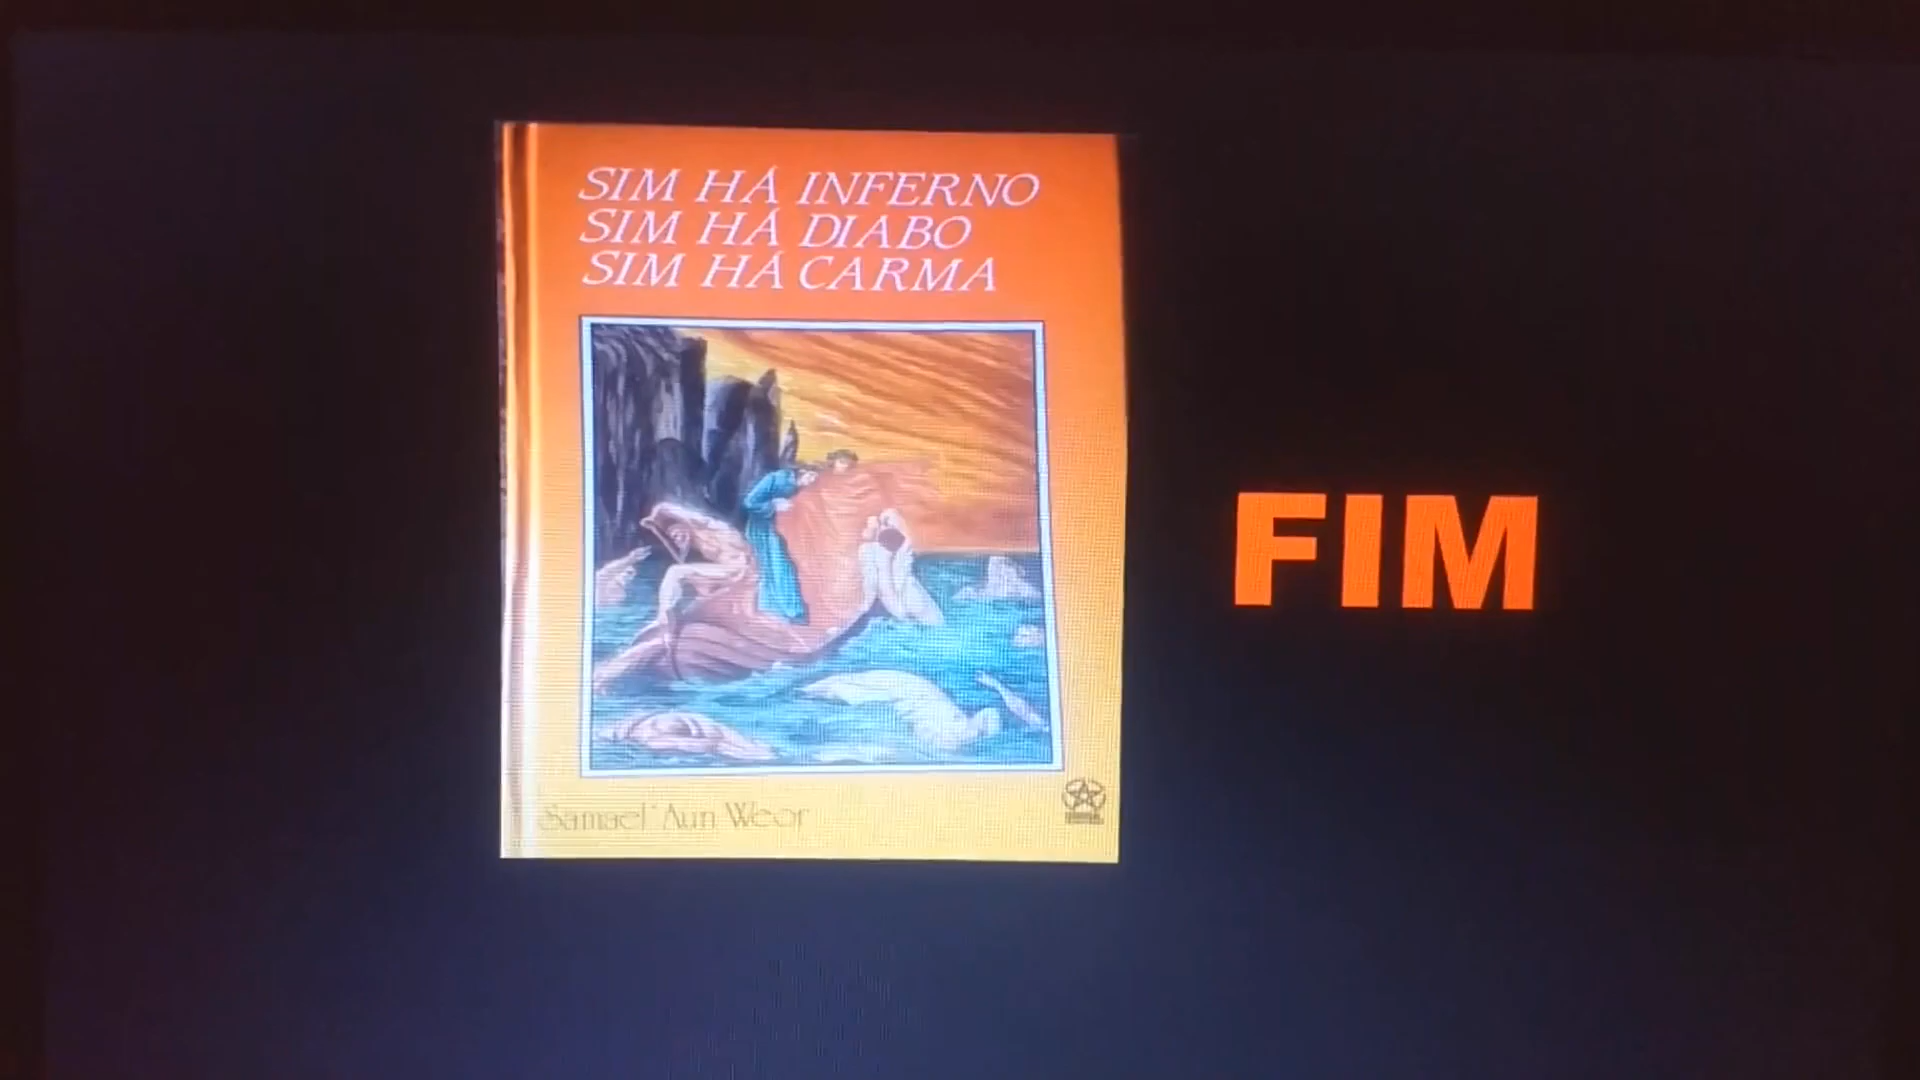 SIM HÁ INFERNO
SIM HÁ DIABO
SIM HÁ CARMA
Samael Aun Weor
FIM